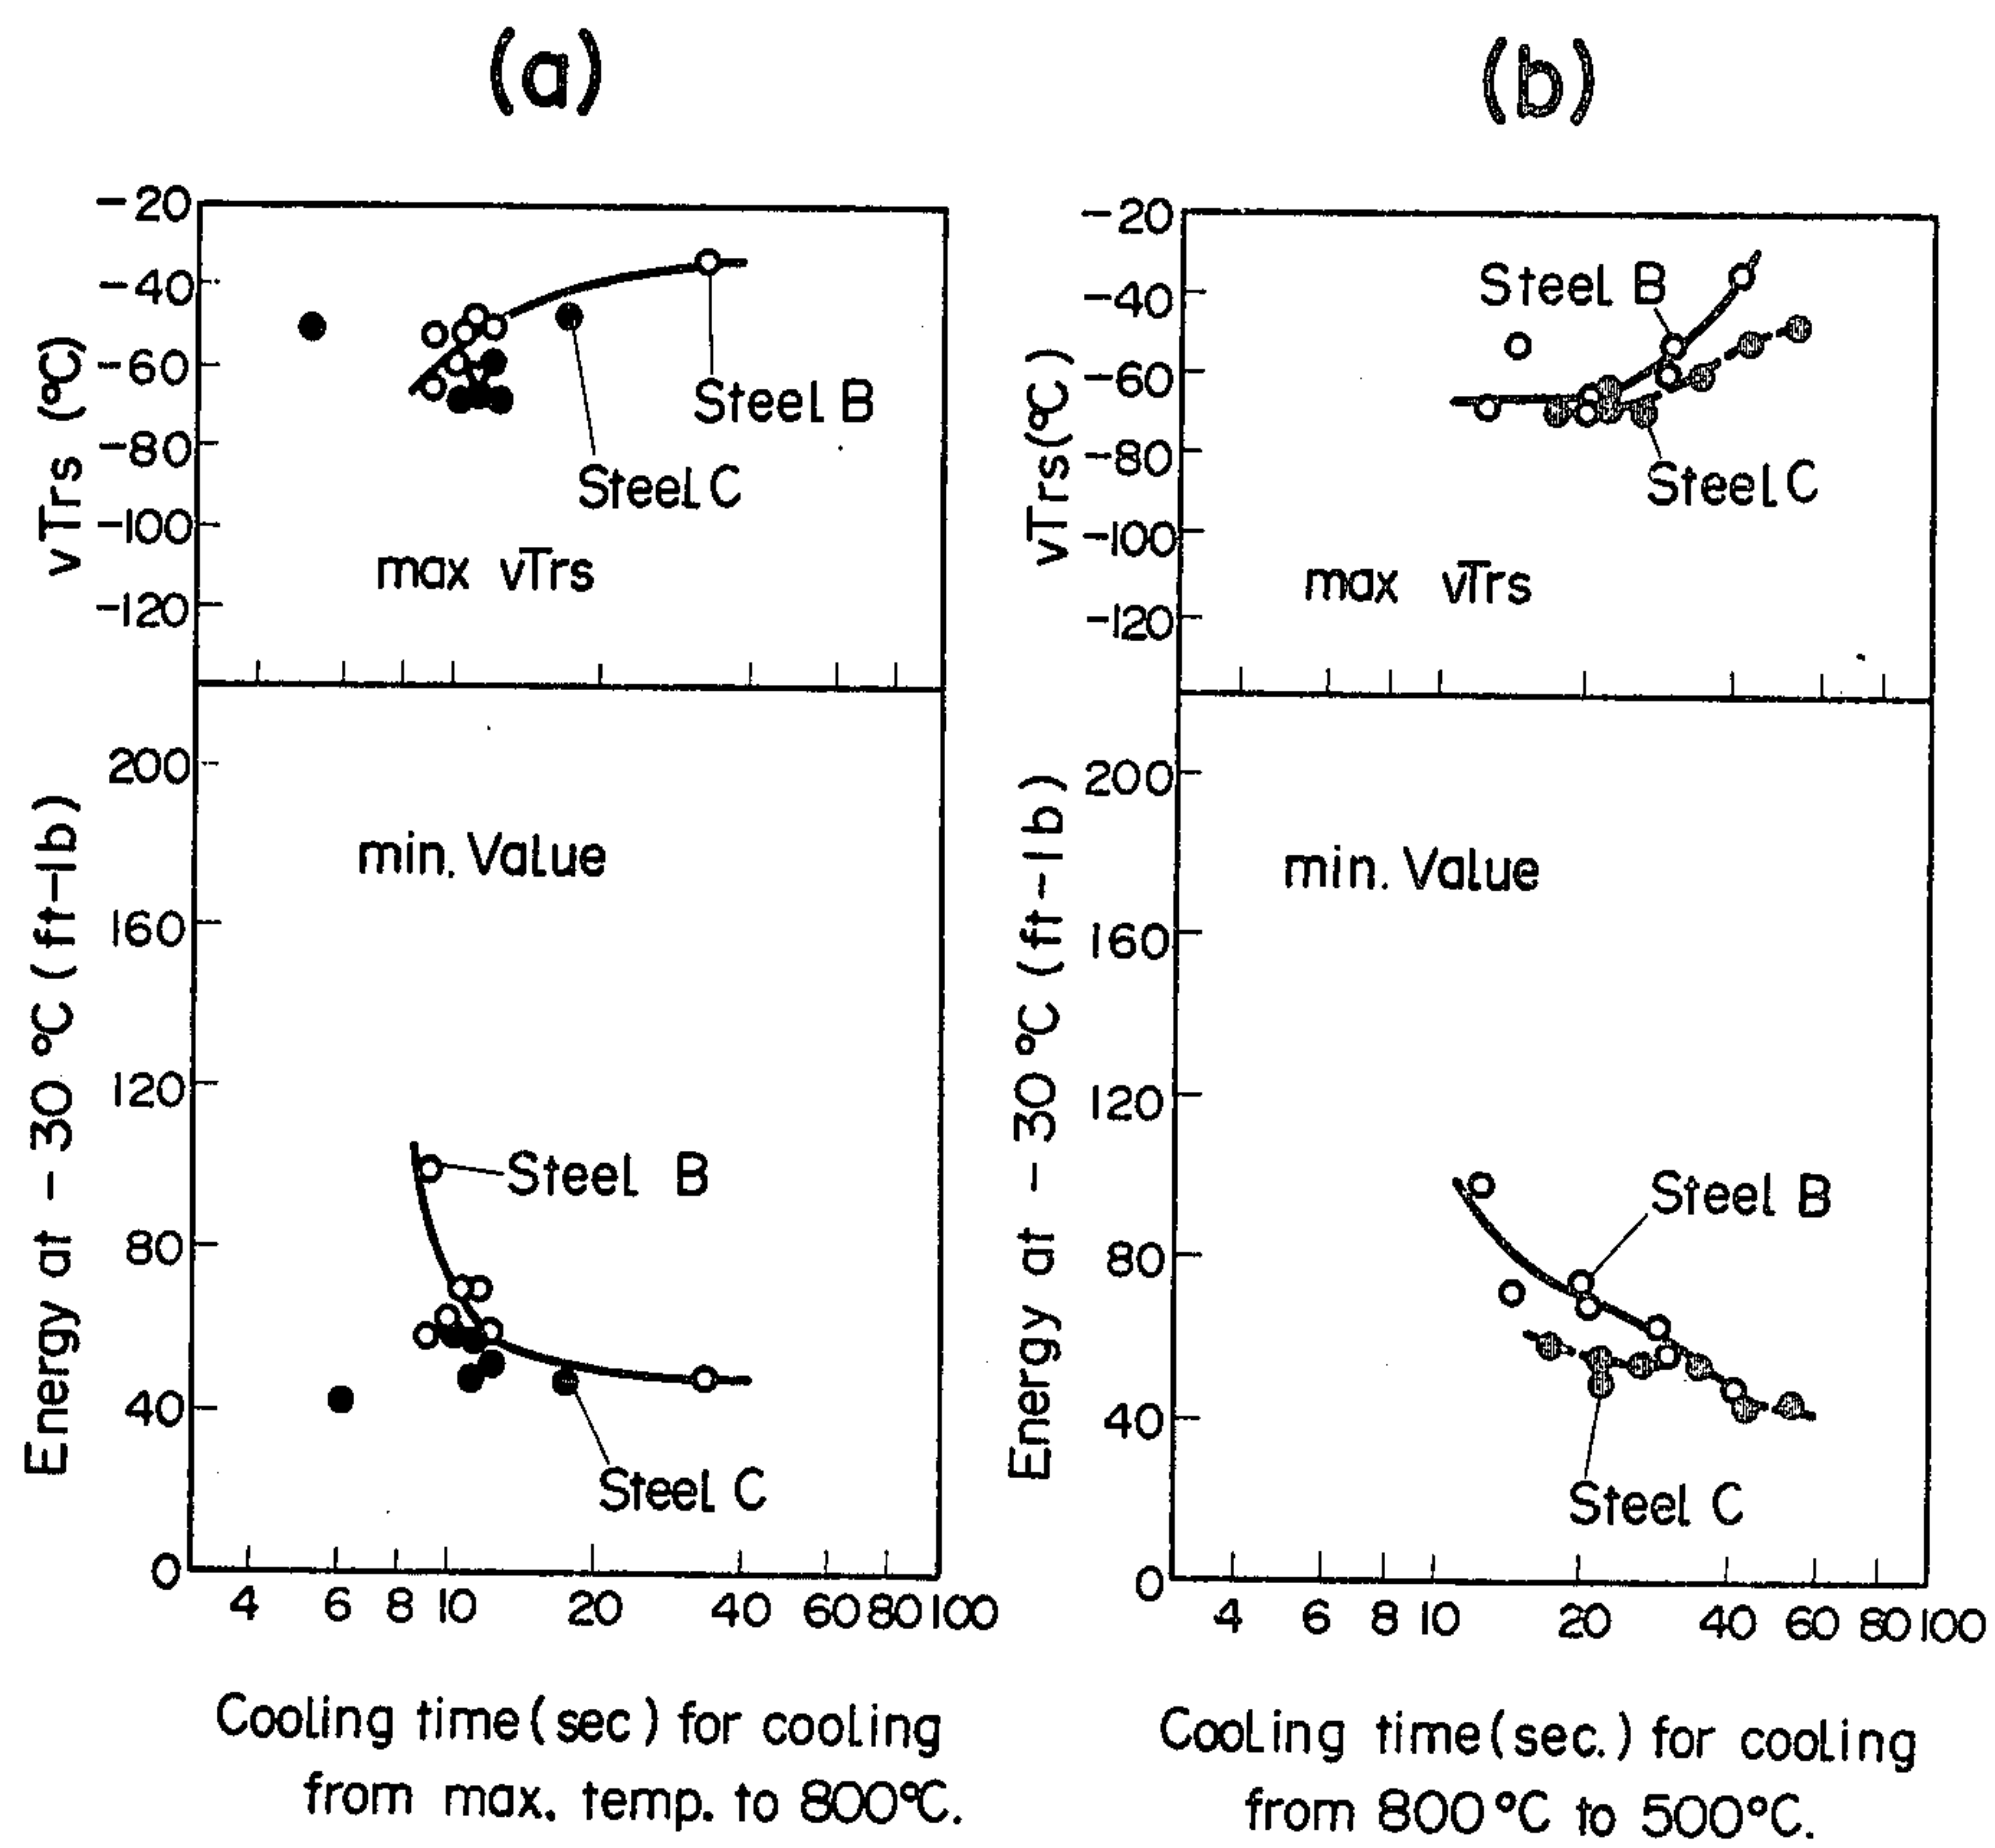 (a)
-20
-40
-60
-80
-100
-120
vTrs (°C)
Steel B
Steel C
max vTrs
200
160
120
80
40
0
Energy at -30 °C (ft-lb)
min. Value
Steel B
Steel C
4 6 8 10 20 40 60 80 100
Cooling time (sec) for cooling
from max. temp. to 800°C.
(b)
-20
-40
-60
-80
-100
-120
vTrs (°C)
Steel B
Steel C
max vTrs
200
160
120
80
40
0
Energy at -30 °C (ft-lb)
min. Value
Steel B
Steel C
4 6 8 10 20 40 60 80 100
Cooling time (sec.) for cooling
from 800°C to 500°C.